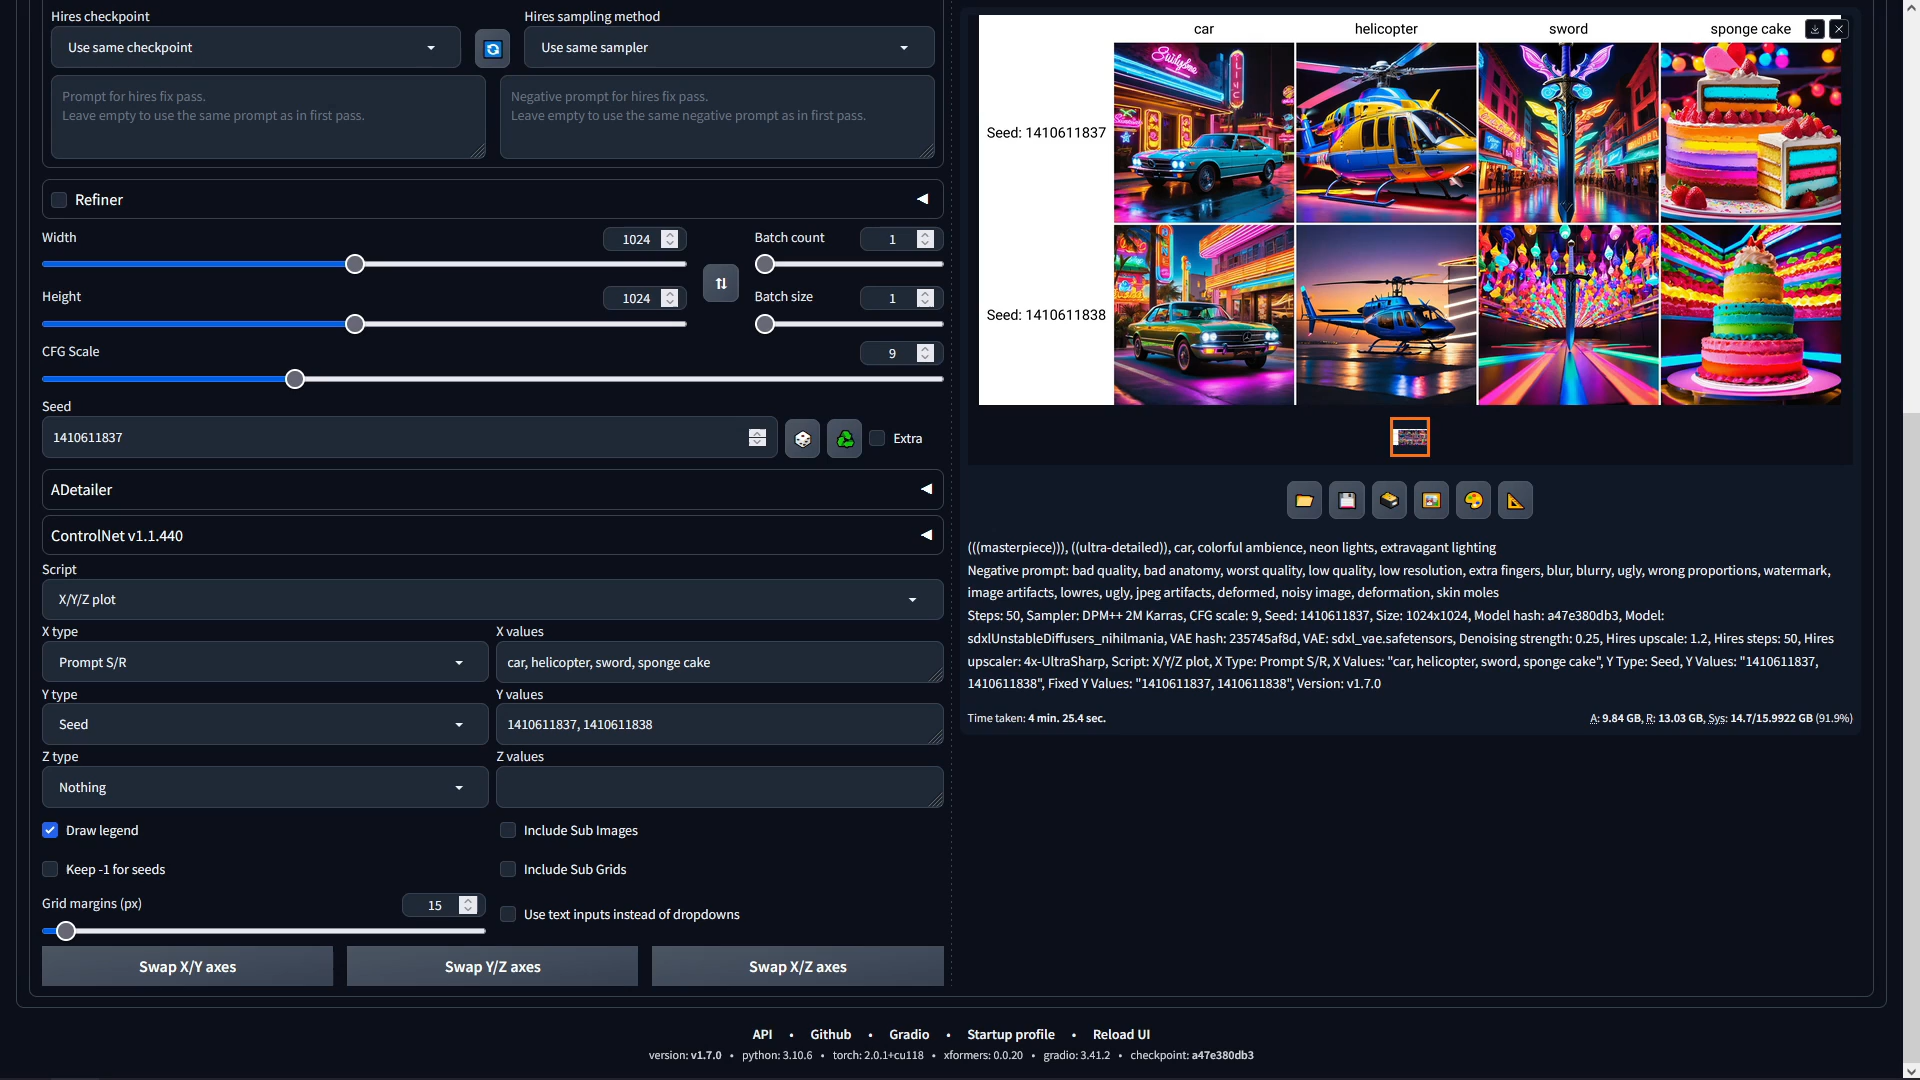 Hires checkpoint
Hires sampling method
Use same checkpoint
Use same sampler
Prompt for hires fix pass.
Leave empty to use the same prompt as in first pass.
Negative prompt for hires fix pass.
Leave empty to use the same negative prompt as in first pass.
Refiner
Width
1024
Batch count
1
Height
1024
Batch size
1
CFG Scale
9
Seed
1410611837
Extra
ADetailer
ControlNet v1.1.440
Script
X/Y/Z plot
X type
X values
Prompt S/R
car, helicopter, sword, sponge cake
Y type
Y values
Seed
1410611837, 1410611838
Z type
Z values
Nothing
Draw legend
Include Sub Images
Keep -1 for seeds
Include Sub Grids
Grid margins (px)
15
Use text inputs instead of dropdowns
Swap X/Y axes
Swap Y/Z axes
Swap X/Z axes
car
helicopter
sword
sponge cake
Seed: 1410611837
Seed: 1410611838
(((masterpiece))), ((ultra-detailed)), car, colorful ambience, neon lights, extravagant lighting
Negative prompt: bad quality, bad anatomy, worst quality, low quality, low resolution, extra fingers, blur, blurry, ugly, wrong proportions, watermark,
image artifacts, lowres, ugly, jpeg artifacts, deformed, noisy image, deformation, skin moles
Steps: 50, Sampler: DPM++ 2M Karras, CFG scale: 9, Seed: 1410611837, Size: 1024x1024, Model hash: a47e380db3, Model:
sdxlUnstableDiffusers_nihilmania, VAE hash: 235745af8d, VAE: sdxl_vae.safetensors, Denoising strength: 0.25, Hires upscale: 1.2, Hires steps: 50, Hires
upscaler: 4x-UltraSharp, Script: X/Y/Z plot, X Type: Prompt S/R, X Values: "car, helicopter, sword, sponge cake", Y Type: Seed, Y Values: "1410611837,
1410611838", Fixed Y Values: "1410611837, 1410611838", Version: v1.7.0
Time taken: 4 min. 25.4 sec.
A: 9.84 GB, R: 13.03 GB, Sys: 14.7/15.9922 GB (91.9%)
API • Github • Gradio • Startup profile • Reload UI
version: v1.7.0 • python: 3.10.6 • torch: 2.0.1+cu118 • xformers: 0.0.20 • gradio: 3.41.2 • checkpoint: a47e380db3